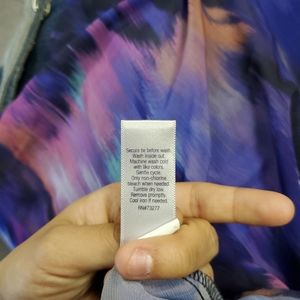 Secure tie before wash.
Wash inside out.
Machine wash cold
with like colors.
Gentle cycle.
Only non-chlorine
bleach when needed.
Tumble dry low.
Remove promptly.
Cool iron if needed.
RN#73277